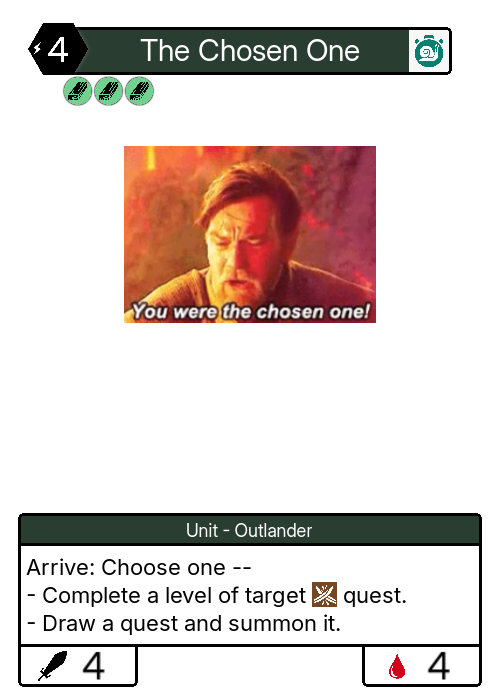 4
The Chosen One
You were the chosen one!
Unit - Outlander
Arrive: Choose one --
- Complete a level of target quest.
- Draw a quest and summon it.
4
4